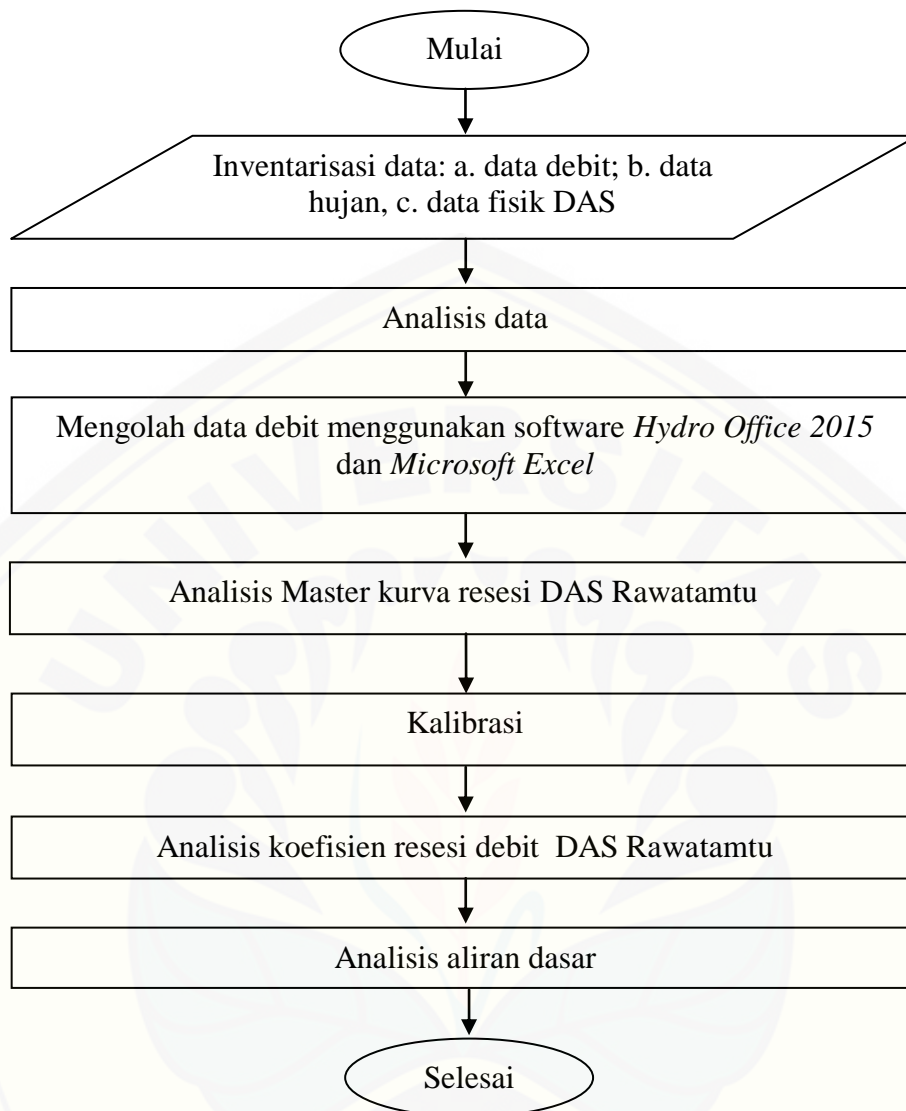 Mulai
Inventarisasi data: a. data debit; b. data
hujan, c. data fisik DAS
Analisis data
Mengolah data debit menggunakan software Hydro Office 2015
dan Microsoft Excel
Analisis Master kurva resesi DAS Rawatamtu
Kalibrasi
Analisis koefisien resesi debit DAS Rawatamtu
Analisis aliran dasar
Selesai
UNIVERSITAS